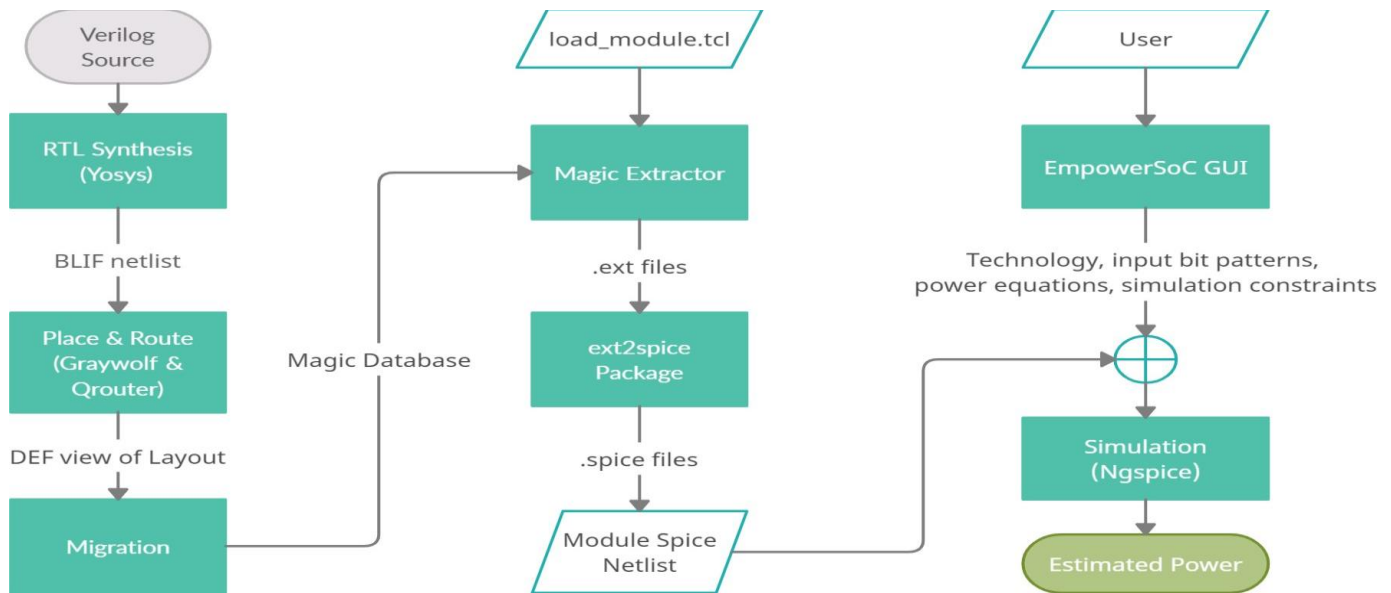 Verilog
Source
RTL Synthesis
(Yosys)
BLIF netlist
Place & Route
(Graywolf &
Qrouter)
DEF view of Layout
Migration
Magic Database
load_module.tcl
Magic Extractor
.ext files
ext2spice
Package
.spice files
Module Spice
Netlist
User
EmpowerSoC GUI
Technology, input bit patterns,
power equations, simulation constraints
Simulation
(Ngspice)
Estimated Power